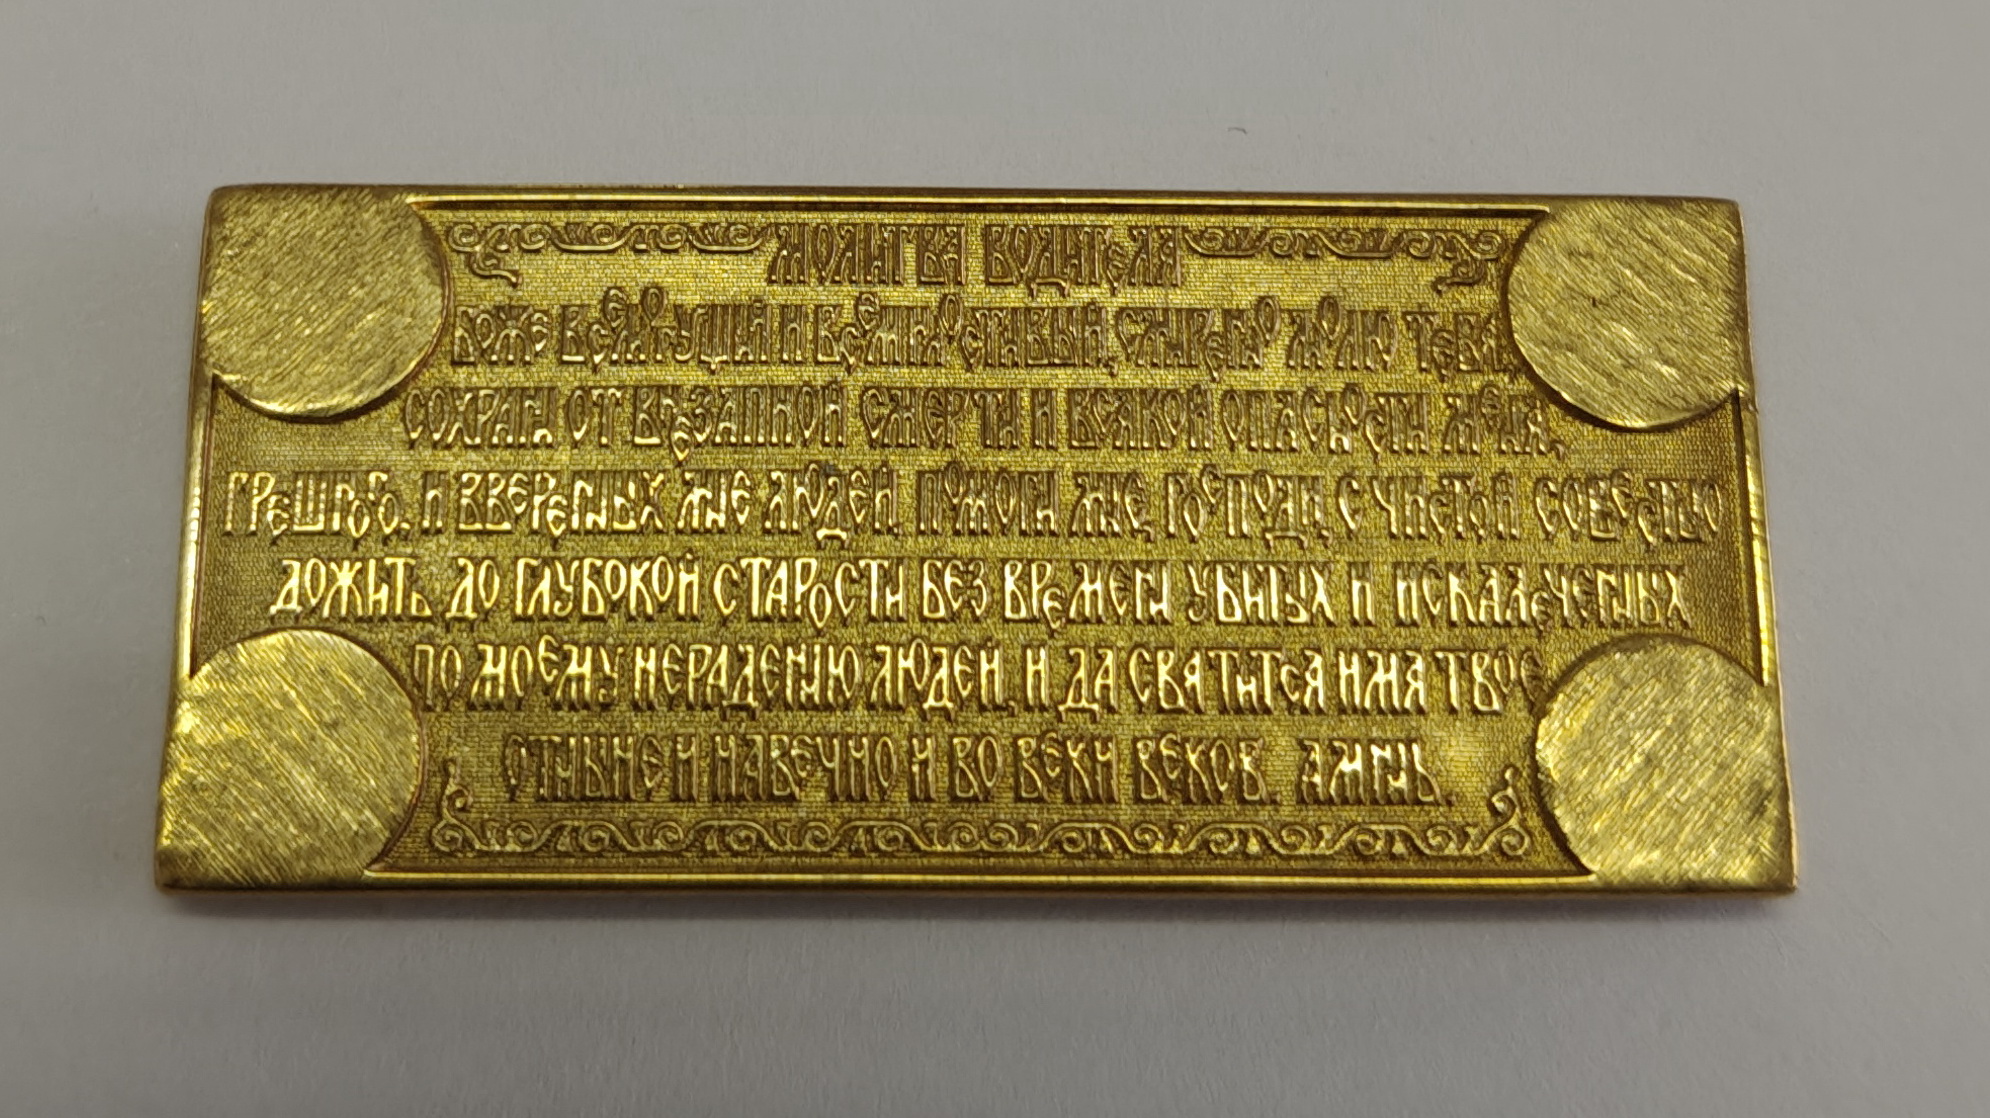 МОЛИТВА ВОДИТЕЛЯ
БОЖЕ ВСЕБЛАГУЩИЙ И ВСЕМИЛОСТИВЫЙ, СМИРЕННО МОЛЮ ТЕБЯ,
СОХРАНИ ОТ ВНЕЗАПНОЙ СМЕРТИ И ВСЯКОЙ ОПАСНОСТИ МЕНЯ,
ГРЕШНОГО, И ВВЕРЕННЫХ МНЕ ЛЮДЕЙ, ПОМОГИ МНЕ, ГОСПОДИ, С ЧИСТОЙ СОВЕСТЬЮ
ДОЖИТЬ ДО ГЛУБОКОЙ СТАРОСТИ БЕЗ ВРЕМЕНИ УБИТЫХ И ИСКАЛЕЧЕННЫХ
ПО МОЕМУ НЕРАДЕНИЮ ЛЮДЕЙ, И ДА СВЯТИТСЯ ИМЯ ТВОЕ
ОТНЫНЕ И НАВЕЧНО И ВО ВЕКИ ВЕКОВ. АМИНЬ.